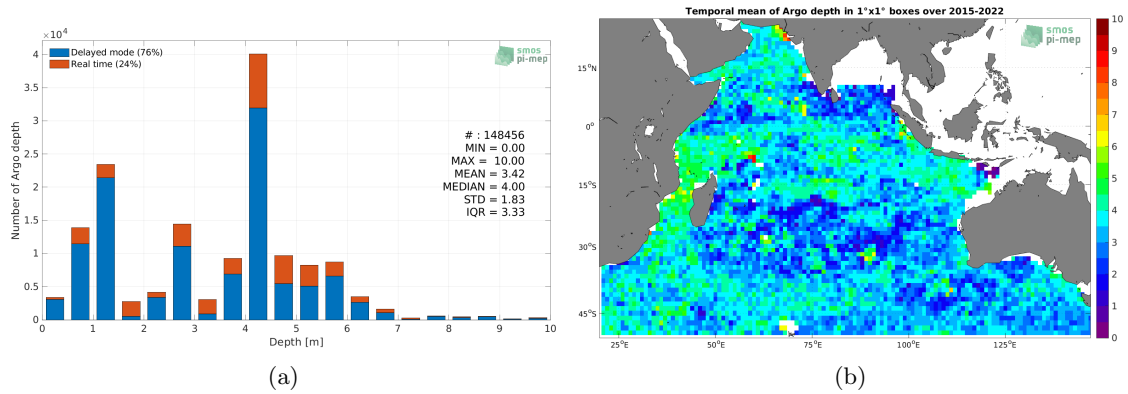 ×10⁴
4
3.5
3
2.5
2
1.5
1
0.5
0
0 1 2 3 4 5 6 7 8 9 10
Number of Argo depth
Depth [m]
Delayed mode (76%)
Real time (24%)
smos
pi-mep
# : 148456
MIN = 0.00
MAX = 10.00
MEAN = 3.42
MEDIAN = 4.00
STD = 1.83
IQR = 3.33
(a)
Temporal mean of Argo depth in 1°x1° boxes over 2015-2022
smos
pi-mep
15°N
0°
15°S
30°S
45°S
25°E 50°E 75°E 100°E 125°E
10
9
8
7
6
5
4
3
2
1
0
(b)